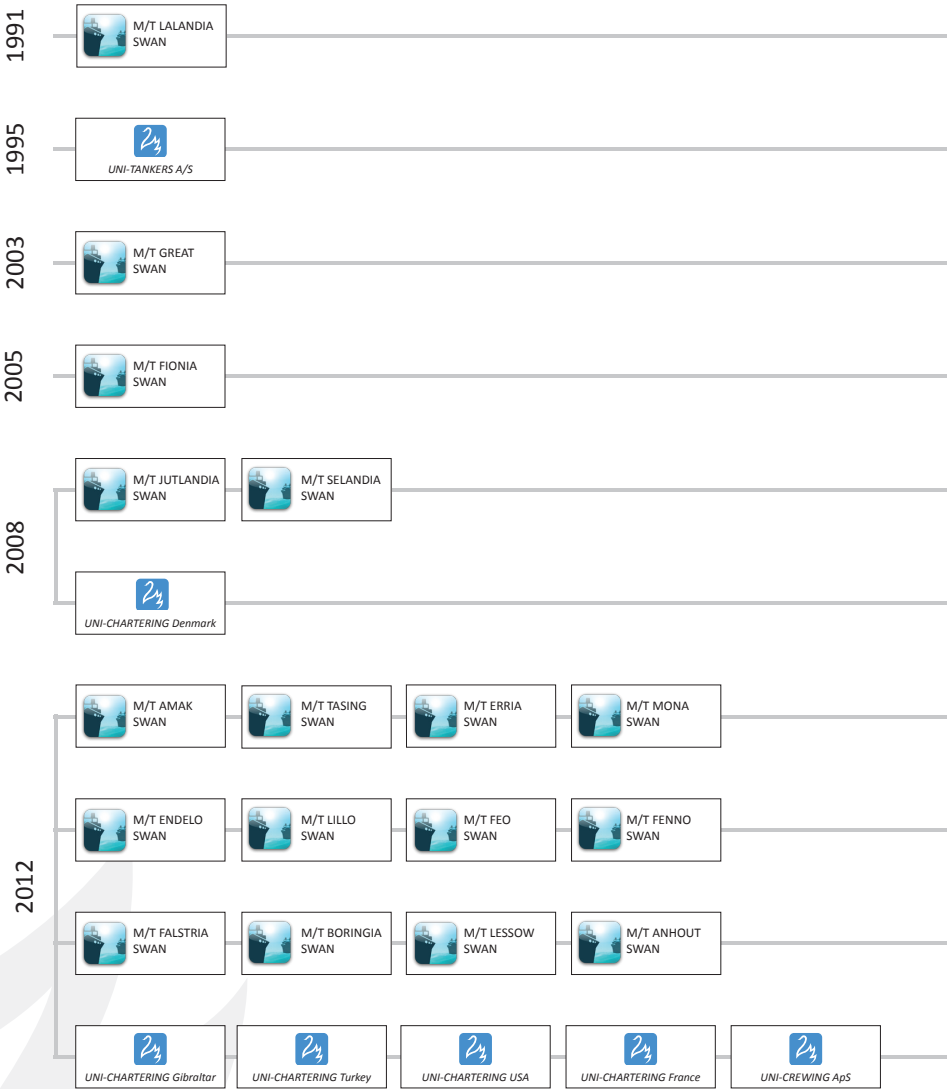 1991
M/T LALANDIA
SWAN
1995
UNI-TANKERS A/S
2003
M/T GREAT
SWAN
2005
M/T FIONIA
SWAN
2008
M/T JUTLANDIA
SWAN
M/T SELANDIA
SWAN
UNI-CHARTERING Denmark
2012
M/T AMAK
SWAN
M/T TASING
SWAN
M/T ERRIA
SWAN
M/T MONA
SWAN
M/T ENDELO
SWAN
M/T LILLO
SWAN
M/T FEO
SWAN
M/T FENNO
SWAN
M/T FALSTRIA
SWAN
M/T BORINGIA
SWAN
M/T LESSOW
SWAN
M/T ANHOUT
SWAN
UNI-CHARTERING Gibraltar
UNI-CHARTERING Turkey
UNI-CHARTERING USA
UNI-CHARTERING France
UNI-CREWING ApS